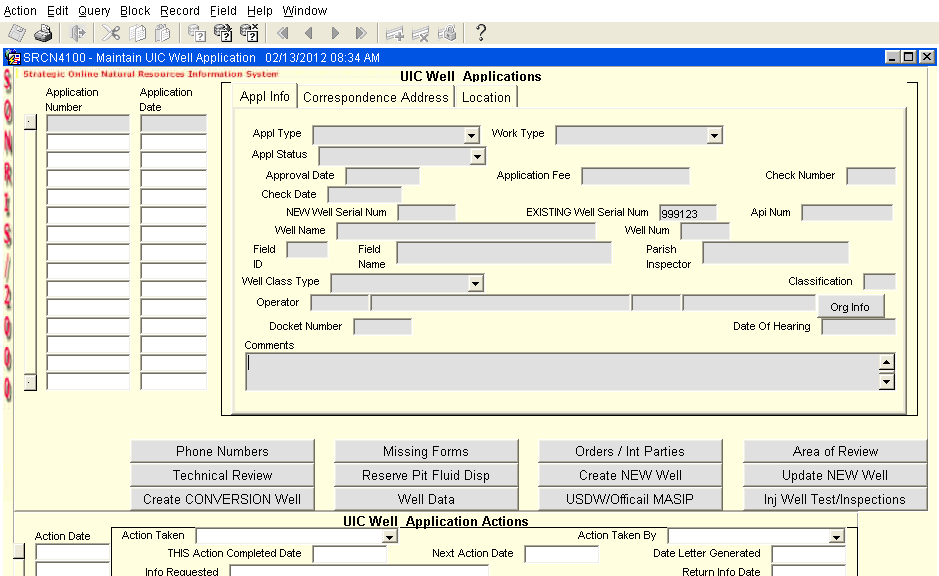 Action Edit Query Block Record Field Help Window
?
SRCN4100 - Maintain UIC Well Application 02/13/2012 08:34 AM
Strategic Online Natural Resources Information System
SONRIS//2000
UIC Well Applications
Application Number
Application Date
Appl Info Correspondence Address Location
Appl Type Work Type
Appl Status
Approval Date Application Fee Check Number
Check Date
NEW Well Serial Num EXISTING Well Serial Num 999123 Api Num
Well Name Well Num
Field ID
Field Name
Parish Inspector
Well Class Type Classification
Operator Org Info
Docket Number Date Of Hearing
Comments
Phone Numbers Missing Forms Orders / Int Parties Area of Review
Technical Review Reserve Pit Fluid Disp Create NEW Well Update NEW Well
Create CONVERSION Well Well Data USDW/Officail MASIP Inj Well Test/Inspections
UIC Well Application Actions
Action Date Action Taken Action Taken By
THIS Action Completed Date Next Action Date Date Letter Generated
Info Requested Return Info Date